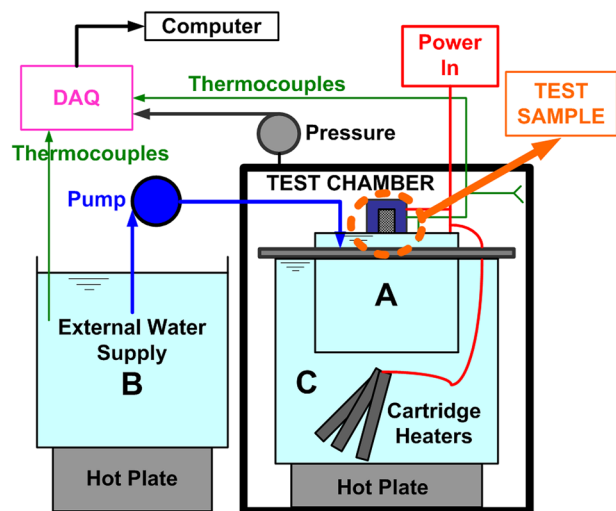 Computer
Power
In
DAQ
Thermocouples
TEST
SAMPLE
Pressure
Thermocouples
TEST CHAMBER
Pump
A
External Water
Supply
B
C
Cartridge
Heaters
Hot Plate
Hot Plate